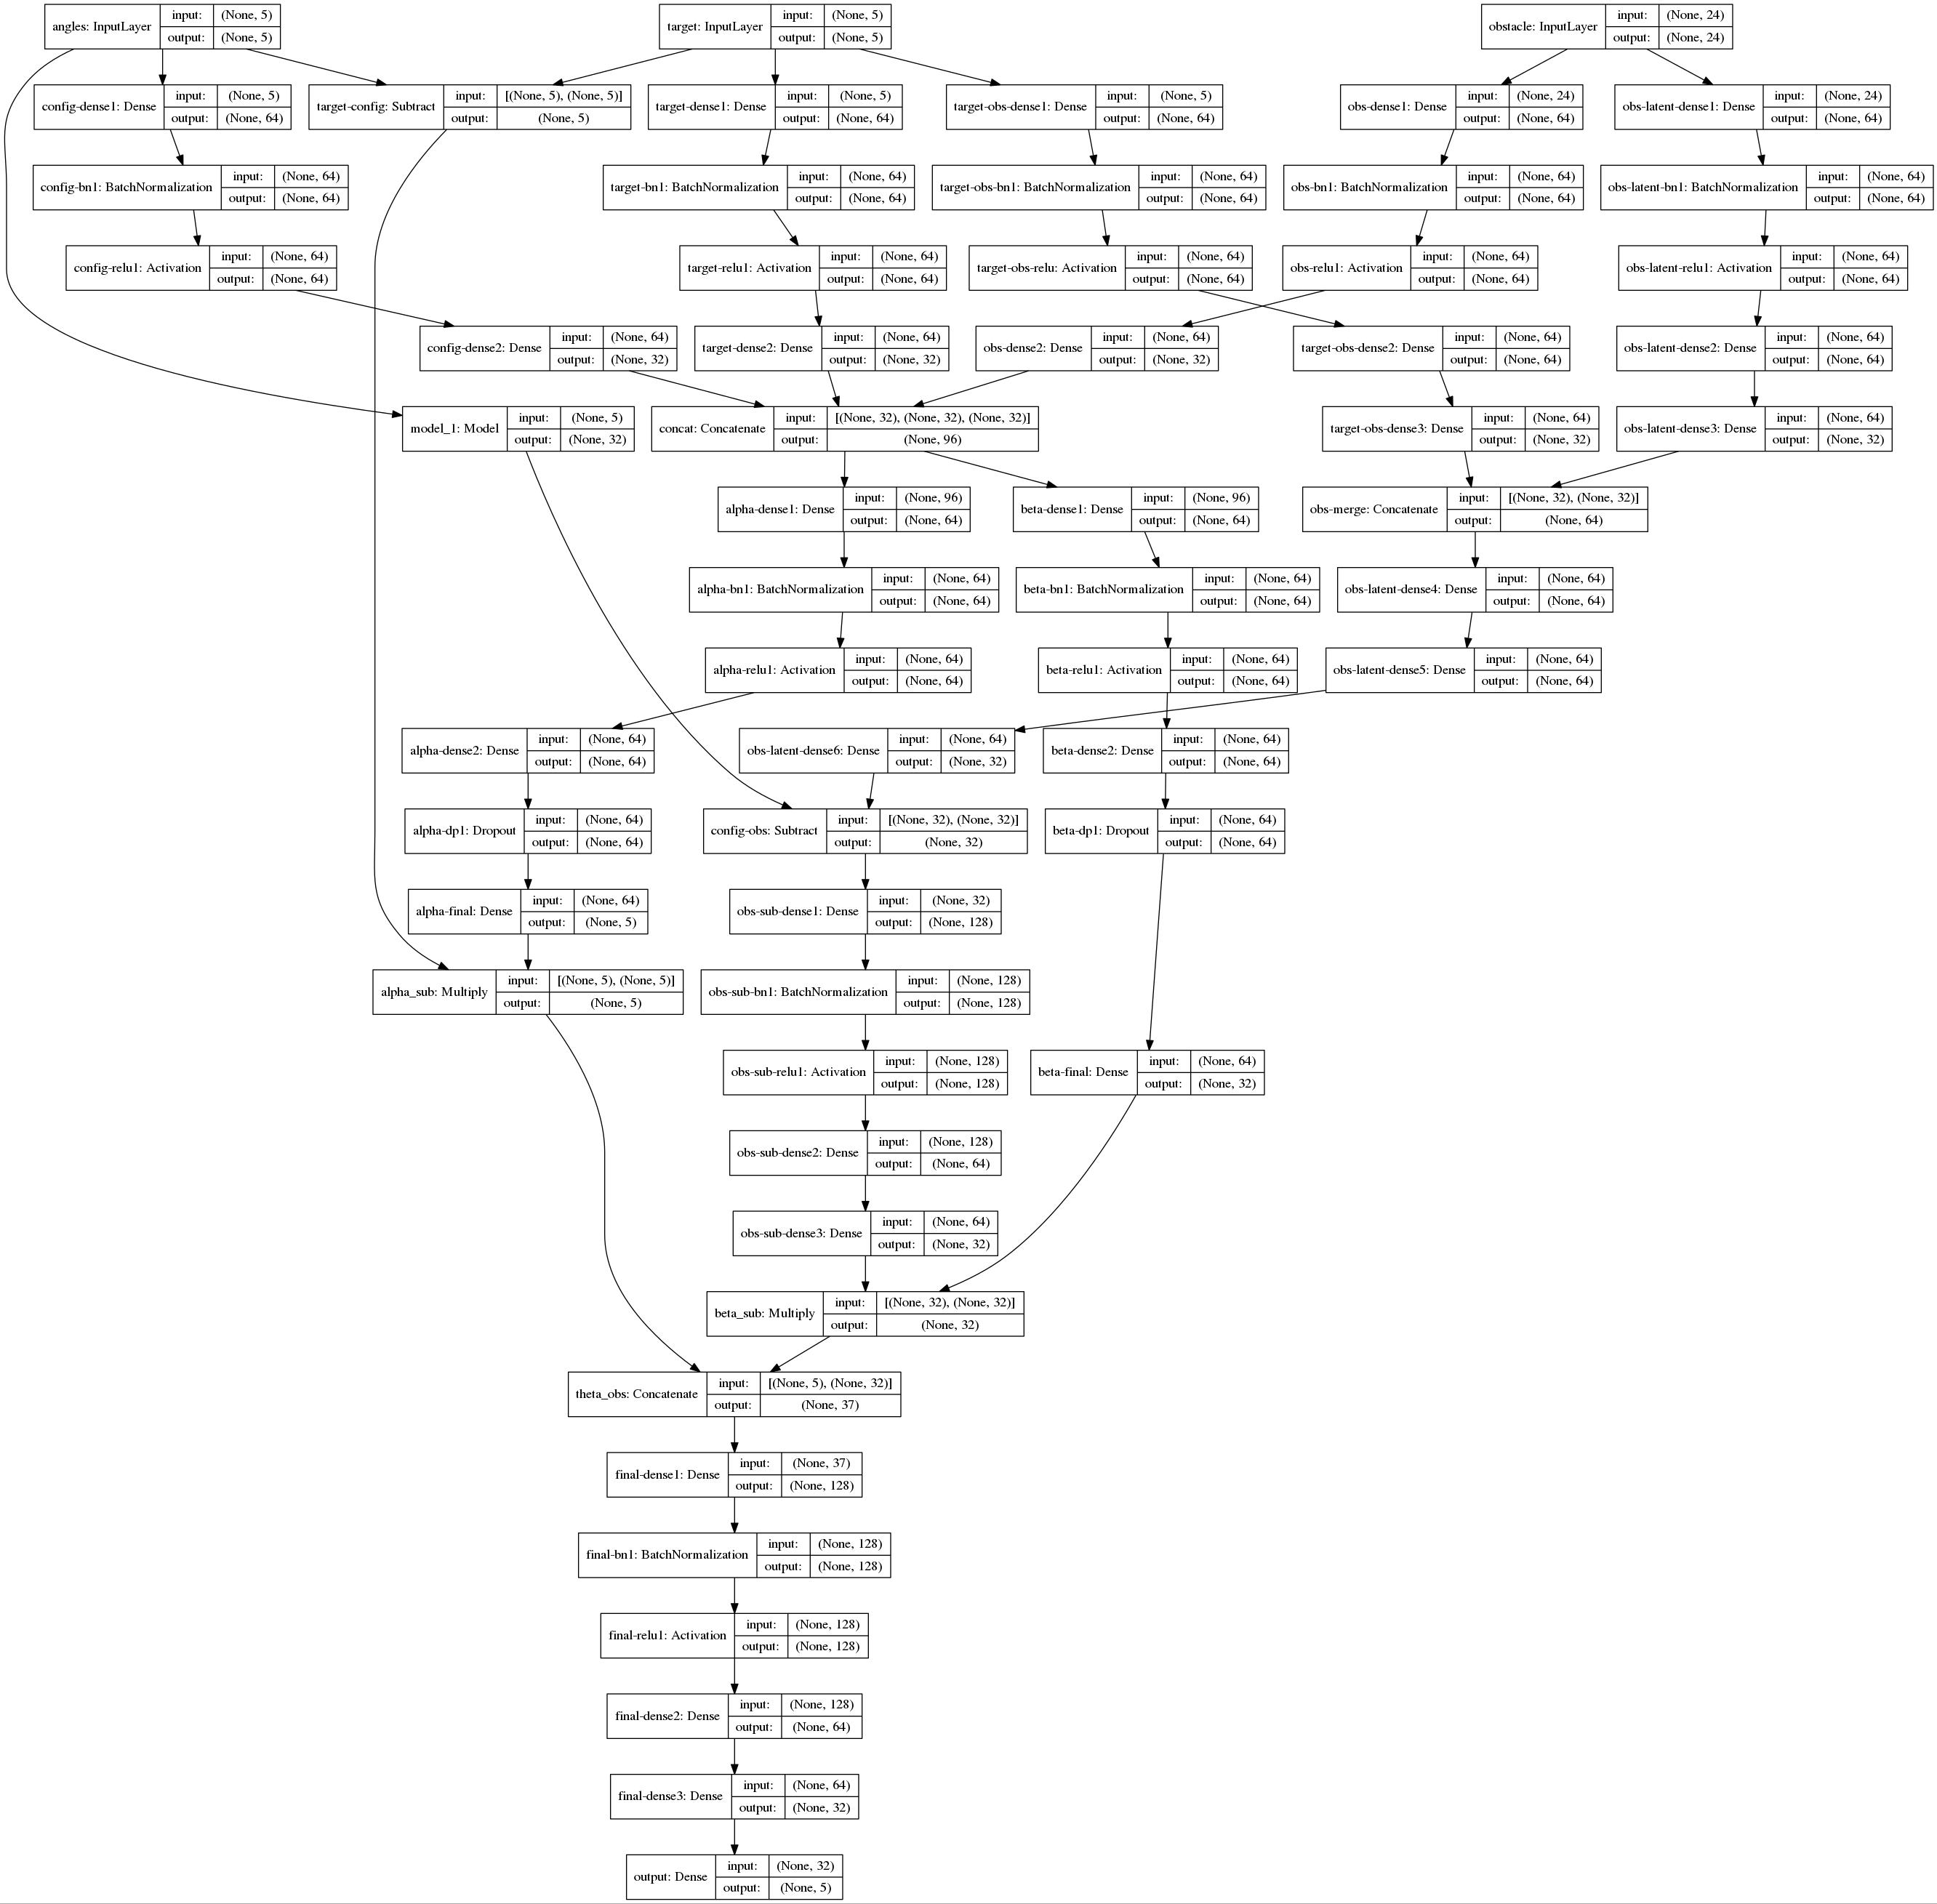 angles: InputLayer input: (None, 5)
output: (None, 5)
target: InputLayer input: (None, 5)
output: (None, 5)
obstacle: InputLayer input: (None, 24)
output: (None, 24)
config-dense1: Dense input: (None, 5)
output: (None, 64)
target-config: Subtract input: [(None, 5), (None, 5)]
output: (None, 5)
target-dense1: Dense input: (None, 5)
output: (None, 64)
target-obs-dense1: Dense input: (None, 5)
output: (None, 64)
obs-dense1: Dense input: (None, 24)
output: (None, 64)
obs-latent-dense1: Dense input: (None, 24)
output: (None, 64)
config-bn1: BatchNormalization input: (None, 64)
output: (None, 64)
target-bn1: BatchNormalization input: (None, 64)
output: (None, 64)
target-obs-bn1: BatchNormalization input: (None, 64)
output: (None, 64)
obs-bn1: BatchNormalization input: (None, 64)
output: (None, 64)
obs-latent-bn1: BatchNormalization input: (None, 64)
output: (None, 64)
config-relu1: Activation input: (None, 64)
output: (None, 64)
target-relu1: Activation input: (None, 64)
output: (None, 64)
target-obs-relu: Activation input: (None, 64)
output: (None, 64)
obs-relu1: Activation input: (None, 64)
output: (None, 64)
obs-latent-relu1: Activation input: (None, 64)
output: (None, 64)
config-dense2: Dense input: (None, 64)
output: (None, 32)
target-dense2: Dense input: (None, 64)
output: (None, 32)
obs-dense2: Dense input: (None, 64)
output: (None, 32)
target-obs-dense2: Dense input: (None, 64)
output: (None, 64)
obs-latent-dense2: Dense input: (None, 64)
output: (None, 64)
model_1: Model input: (None, 5)
output: (None, 32)
concat: Concatenate input: [(None, 32), (None, 32), (None, 32)]
output: (None, 96)
target-obs-dense3: Dense input: (None, 64)
output: (None, 32)
obs-latent-dense3: Dense input: (None, 64)
output: (None, 32)
alpha-dense1: Dense input: (None, 96)
output: (None, 64)
beta-dense1: Dense input: (None, 96)
output: (None, 64)
obs-merge: Concatenate input: [(None, 32), (None, 32)]
output: (None, 64)
alpha-bn1: BatchNormalization input: (None, 64)
output: (None, 64)
beta-bn1: BatchNormalization input: (None, 64)
output: (None, 64)
obs-latent-dense4: Dense input: (None, 64)
output: (None, 64)
alpha-relu1: Activation input: (None, 64)
output: (None, 64)
beta-relu1: Activation input: (None, 64)
output: (None, 64)
obs-latent-dense5: Dense input: (None, 64)
output: (None, 64)
alpha-dense2: Dense input: (None, 64)
output: (None, 64)
obs-latent-dense6: Dense input: (None, 64)
output: (None, 32)
beta-dense2: Dense input: (None, 64)
output: (None, 64)
alpha-dp1: Dropout input: (None, 64)
output: (None, 64)
config-obs: Subtract input: [(None, 32), (None, 32)]
output: (None, 32)
beta-dp1: Dropout input: (None, 64)
output: (None, 64)
alpha-final: Dense input: (None, 64)
output: (None, 5)
obs-sub-dense1: Dense input: (None, 32)
output: (None, 128)
alpha_sub: Multiply input: [(None, 5), (None, 5)]
output: (None, 5)
obs-sub-bn1: BatchNormalization input: (None, 128)
output: (None, 128)
obs-sub-relu1: Activation input: (None, 128)
output: (None, 128)
beta-final: Dense input: (None, 64)
output: (None, 32)
obs-sub-dense2: Dense input: (None, 128)
output: (None, 64)
obs-sub-dense3: Dense input: (None, 64)
output: (None, 32)
beta_sub: Multiply input: [(None, 32), (None, 32)]
output: (None, 32)
theta_obs: Concatenate input: [(None, 5), (None, 32)]
output: (None, 37)
final-dense1: Dense input: (None, 37)
output: (None, 128)
final-bn1: BatchNormalization input: (None, 128)
output: (None, 128)
final-relu1: Activation input: (None, 128)
output: (None, 128)
final-dense2: Dense input: (None, 128)
output: (None, 64)
final-dense3: Dense input: (None, 64)
output: (None, 32)
output: Dense input: (None, 32)
output: (None, 5)